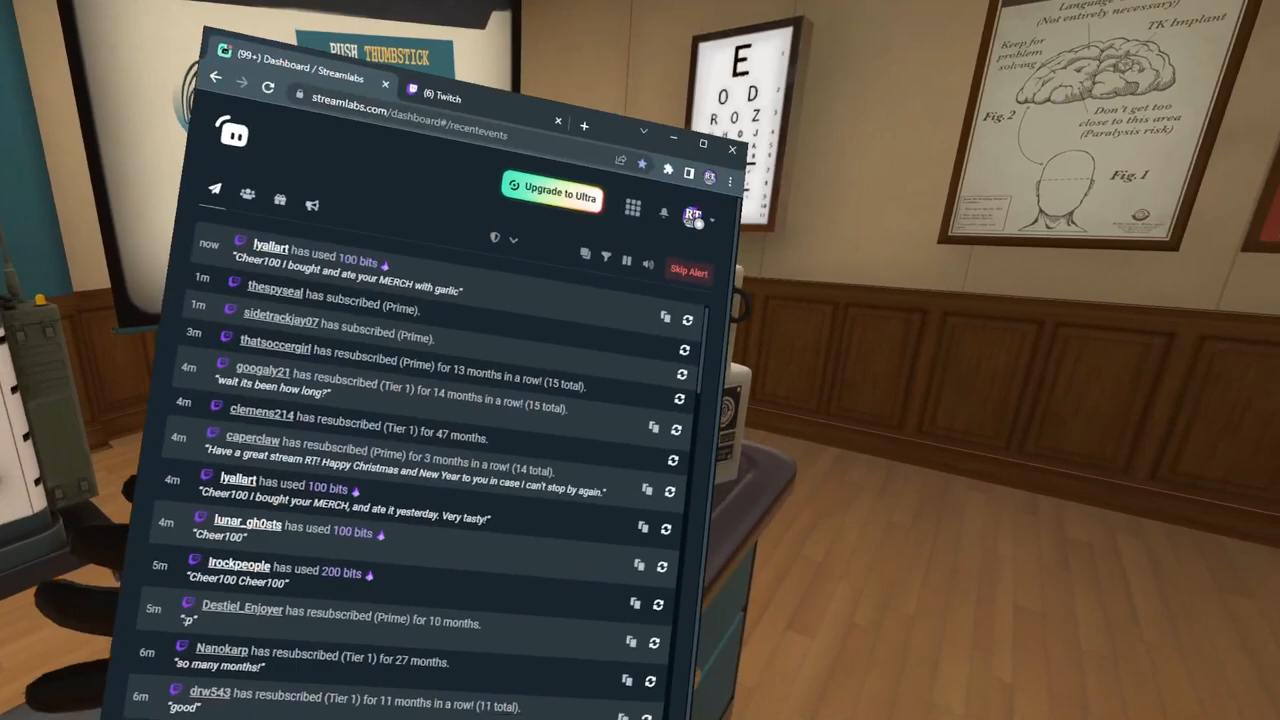 PUSH THUMBSTICK
(99+) Dashboard / Streamlabs
(6) Twitch
streamlabs.com/dashboard#/recentevents
Upgrade to Ultra
RT
Skip Alert
now lyallart has used 100 bits
"Cheer100 I bought and ate your MERCH with garlic"
1m thespyseal has subscribed (Prime).
1m sidetrackjay07 has subscribed (Prime).
3m thatsoccergirl has resubscribed (Prime) for 13 months in a row! (15 total).
4m googaly21 has resubscribed (Tier 1) for 14 months in a row! (15 total).
"wait its been how long?"
4m clemens214 has resubscribed (Tier 1) for 47 months.
4m caperclaw has resubscribed (Prime) for 3 months in a row! (14 total).
"Have a great stream RT! Happy Christmas and New Year to you in case I can't stop by again."
4m lyallart has used 100 bits
"Cheer100 I bought your MERCH, and ate it yesterday. Very tasty!"
4m lunar_gh0sts has used 100 bits
"Cheer100"
5m Irockpeople has used 200 bits
"Cheer100 Cheer100"
5m Destiel_Enjoyer has resubscribed (Prime) for 10 months.
":p"
6m Nanokarp has resubscribed (Tier 1) for 27 months.
"so many months!"
6m drw543 has resubscribed (Tier 1) for 11 months in a row! (11 total).
"good"
E
O D
R O Z
Language
(Not entirely necessary)
TK Implant
Keep for
problem
solving
Fig.2
Don't get too
close to this area
(Paralysis risk)
Fig.1